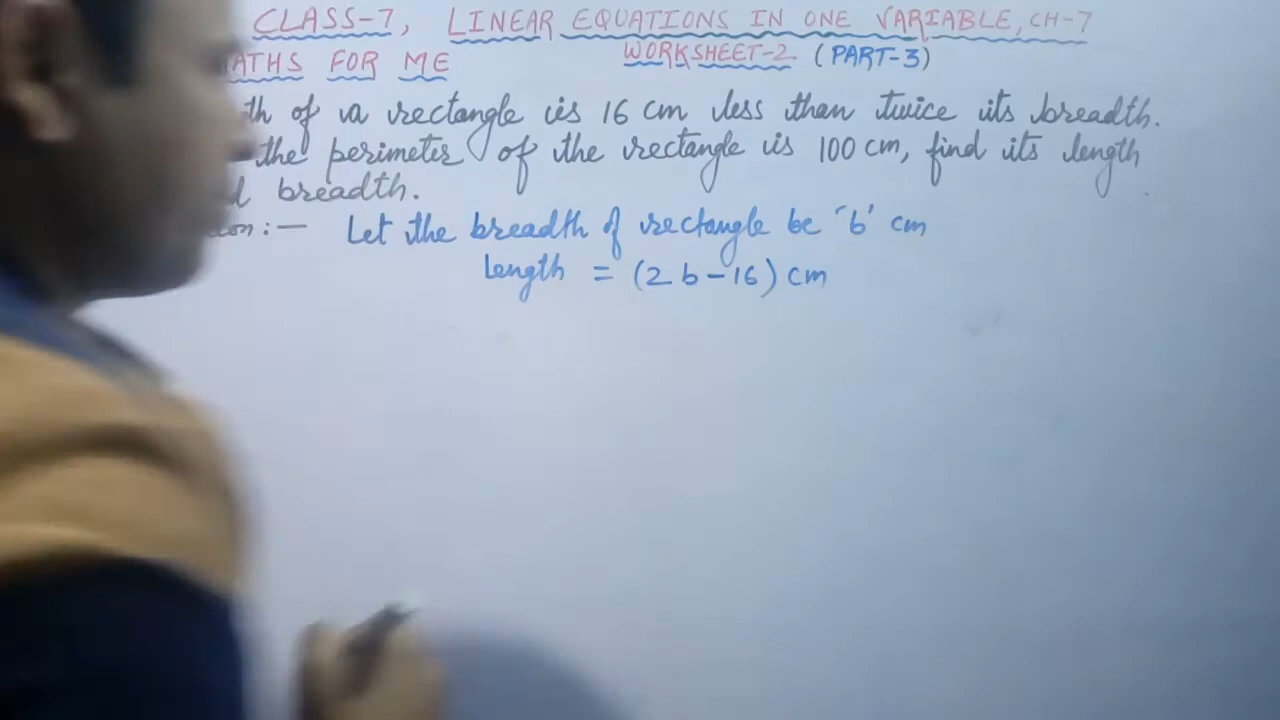 CLASS-7, LINEAR EQUATIONS IN ONE VARIABLE, CH-7
ATHS FOR ME WORKSHEET-2 (PART-3)
th of a rectangle is 16 cm less than twice its breadth.
the perimeter of the rectangle is 100 cm, find its length
d breadth.
on:- Let the breadth of rectangle be 'b' cm
Length = (2b-16) cm